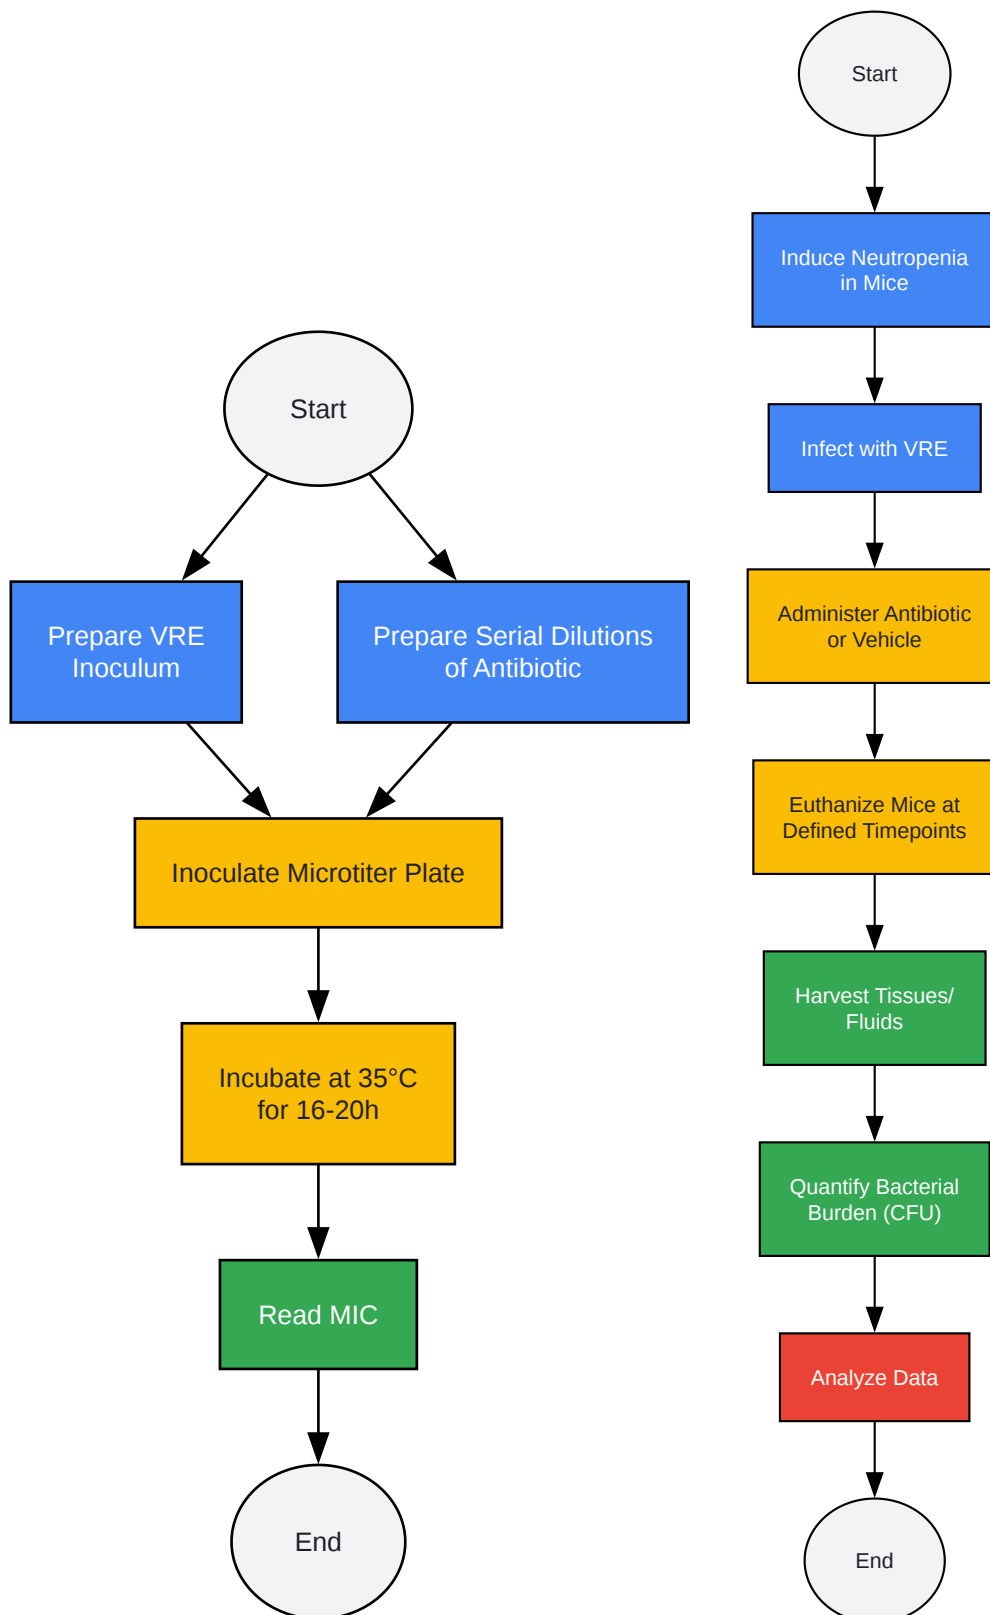 Start
Prepare VRE
Inoculum
Prepare Serial Dilutions
of Antibiotic
Inoculate Microtiter Plate
Incubate at 35°C
for 16-20h
Read MIC
End
Start
Induce Neutropenia
in Mice
Infect with VRE
Administer Antibiotic
or Vehicle
Euthanize Mice at
Defined Timepoints
Harvest Tissues/
Fluids
Quantify Bacterial
Burden (CFU)
Analyze Data
End